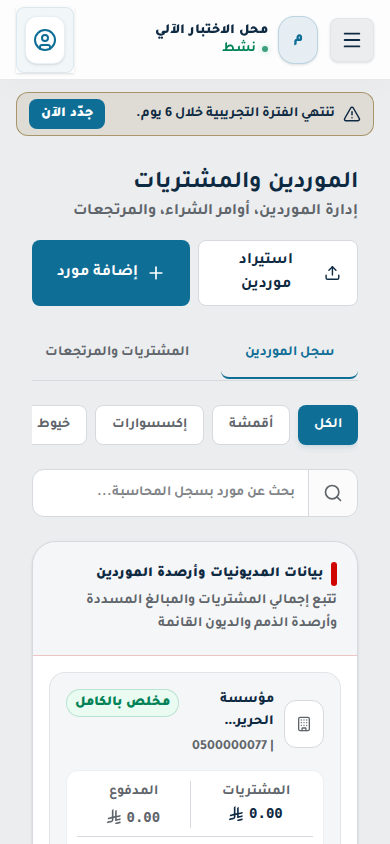 محل الاختبار الآلي
نشط
م
تنتهي الفترة التجريبية خلال 6 يوم.
جدّد الآن
الموردين والمشتريات
إدارة الموردين، أوامر الشراء، والمرتجعات
استيراد
موردين
إضافة مورد
سجل الموردين
المشتريات والمرتجعات
الكل
أقمشة
إكسسوارات
خيوط
بحث عن مورد بسجل المحاسبة...
بيانات المديونيات وأرصدة الموردين
تتبع إجمالي المشتريات والمبالغ المسددة
وأرصدة الذمم والديون القائمة
مؤسسة
الحرير...
| 0500000077
مخلص بالكامل
المشتريات
0.00
المدفوع
0.00